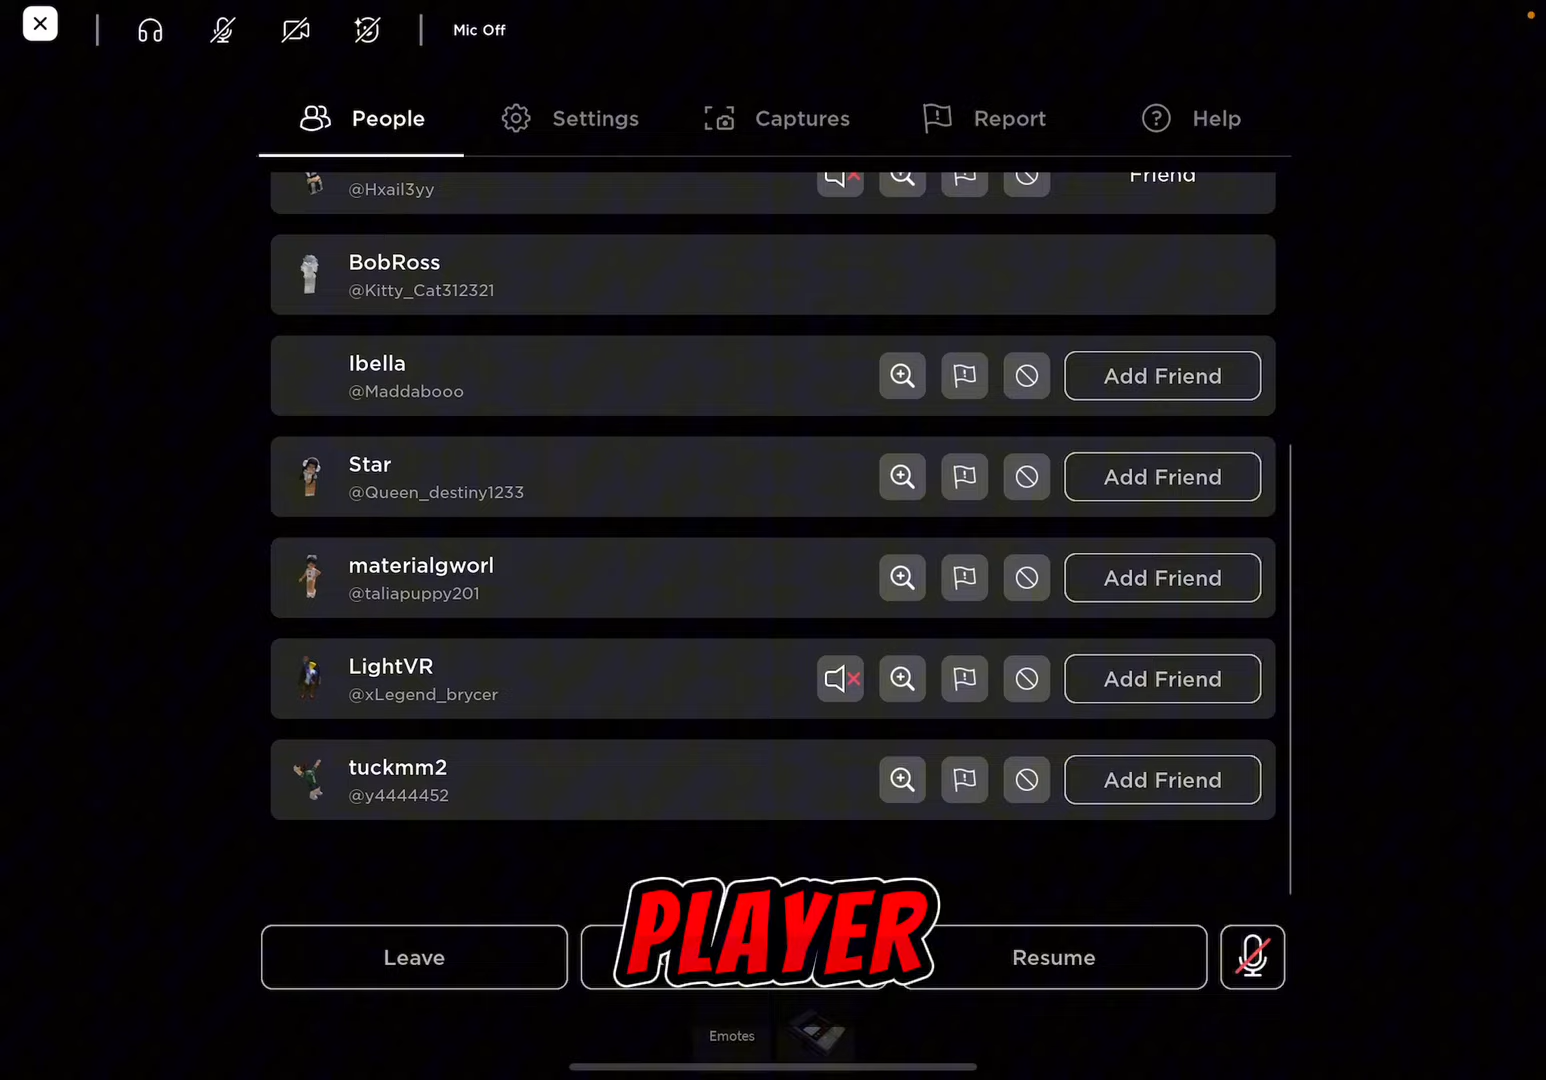 Mic Off
People
Settings
Captures
Report
Help
@Hxail3yy
Friend
BobRoss
@Kitty_Cat312321
Ibella
@Maddabooo
Add Friend
Star
@Queen_destiny1233
Add Friend
materialgworl
@taliapuppy201
Add Friend
LightVR
@xLegend_brycer
Add Friend
tuckmm2
@y4444452
Add Friend
PLAYER
Leave
Resume
Emotes